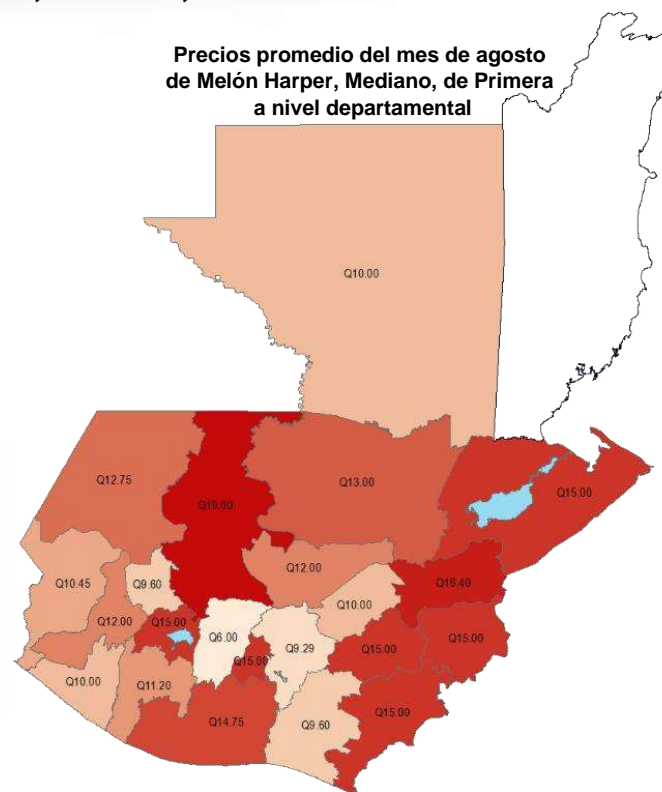 Precios promedio del mes de agosto
de Melón Harper, Mediano, de Primera
a nivel departamental
Q10.00
Q12.75
Q19.00
Q13.00
Q15.00
Q10.45
Q9.60
Q12.00
Q16.40
Q12.00
Q15.00
Q6.00
Q10.00
Q9.29
Q15.00
Q15.00
Q15.00
Q10.00
Q11.20
Q14.75
Q9.60
Q15.00